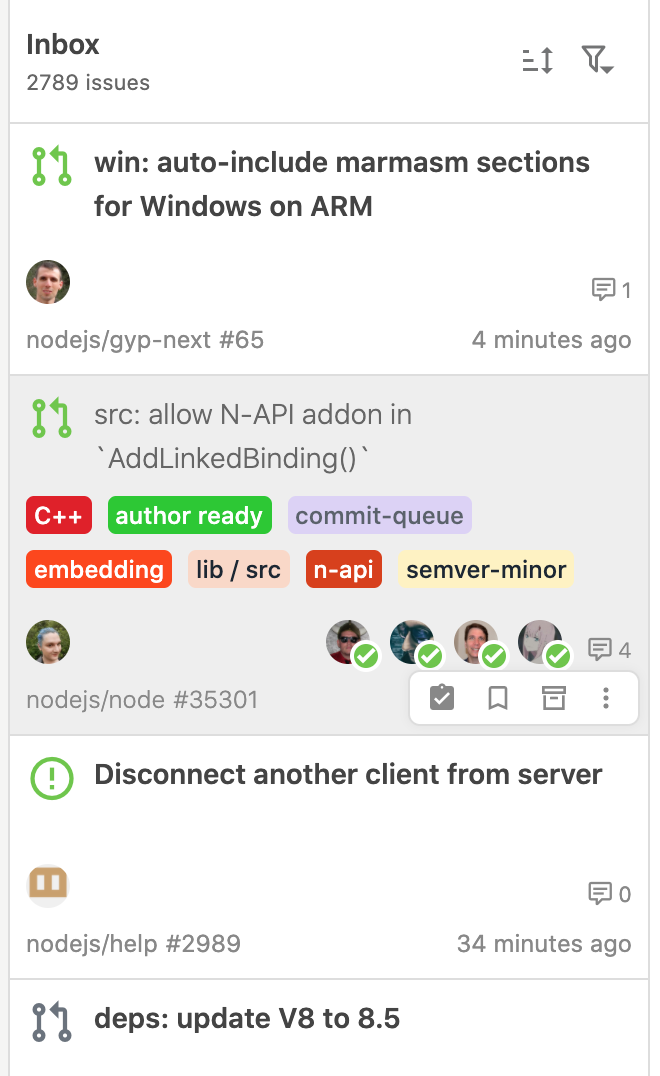 Inbox
2789 issues
win: auto-include marmasm sections
for Windows on ARM
1
nodejs/gyp-next #65 4 minutes ago
src: allow N-API addon in
`AddLinkedBinding()`
C++ author ready commit-queue
embedding lib / src n-api semver-minor
4
nodejs/node #35301
Disconnect another client from server
0
nodejs/help #2989 34 minutes ago
deps: update V8 to 8.5